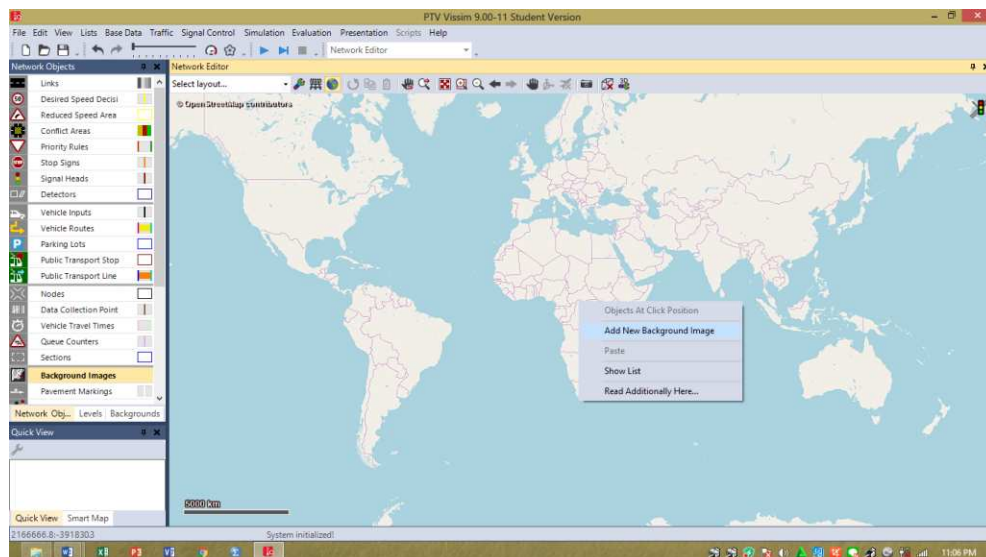 PTV Vissim 9.00-11 Student Version
File Edit View Lists Base Data Traffic Signal Control Simulation Evaluation Presentation Scripts Help
Network Editor
Network Objects
Network Editor
Links
Select layout...
Desired Speed Decisi
© OpenStreetMap contributors
Reduced Speed Area
Conflict Areas
Priority Rules
Stop Signs
Signal Heads
Detectors
Vehicle Inputs
Vehicle Routes
Parking Lots
Public Transport Stop
Public Transport Line
Nodes
Data Collection Point
Vehicle Travel Times
Queue Counters
Sections
Background Images
Pavement Markings
Objects At Click Position
Add New Background Image
Paste
Show List
Read Additionally Here...
Network Obj... Levels Backgrounds
Quick View
5000 km
Quick View Smart Map
2166666.8:-3918303 System initialized!
11:06 PM